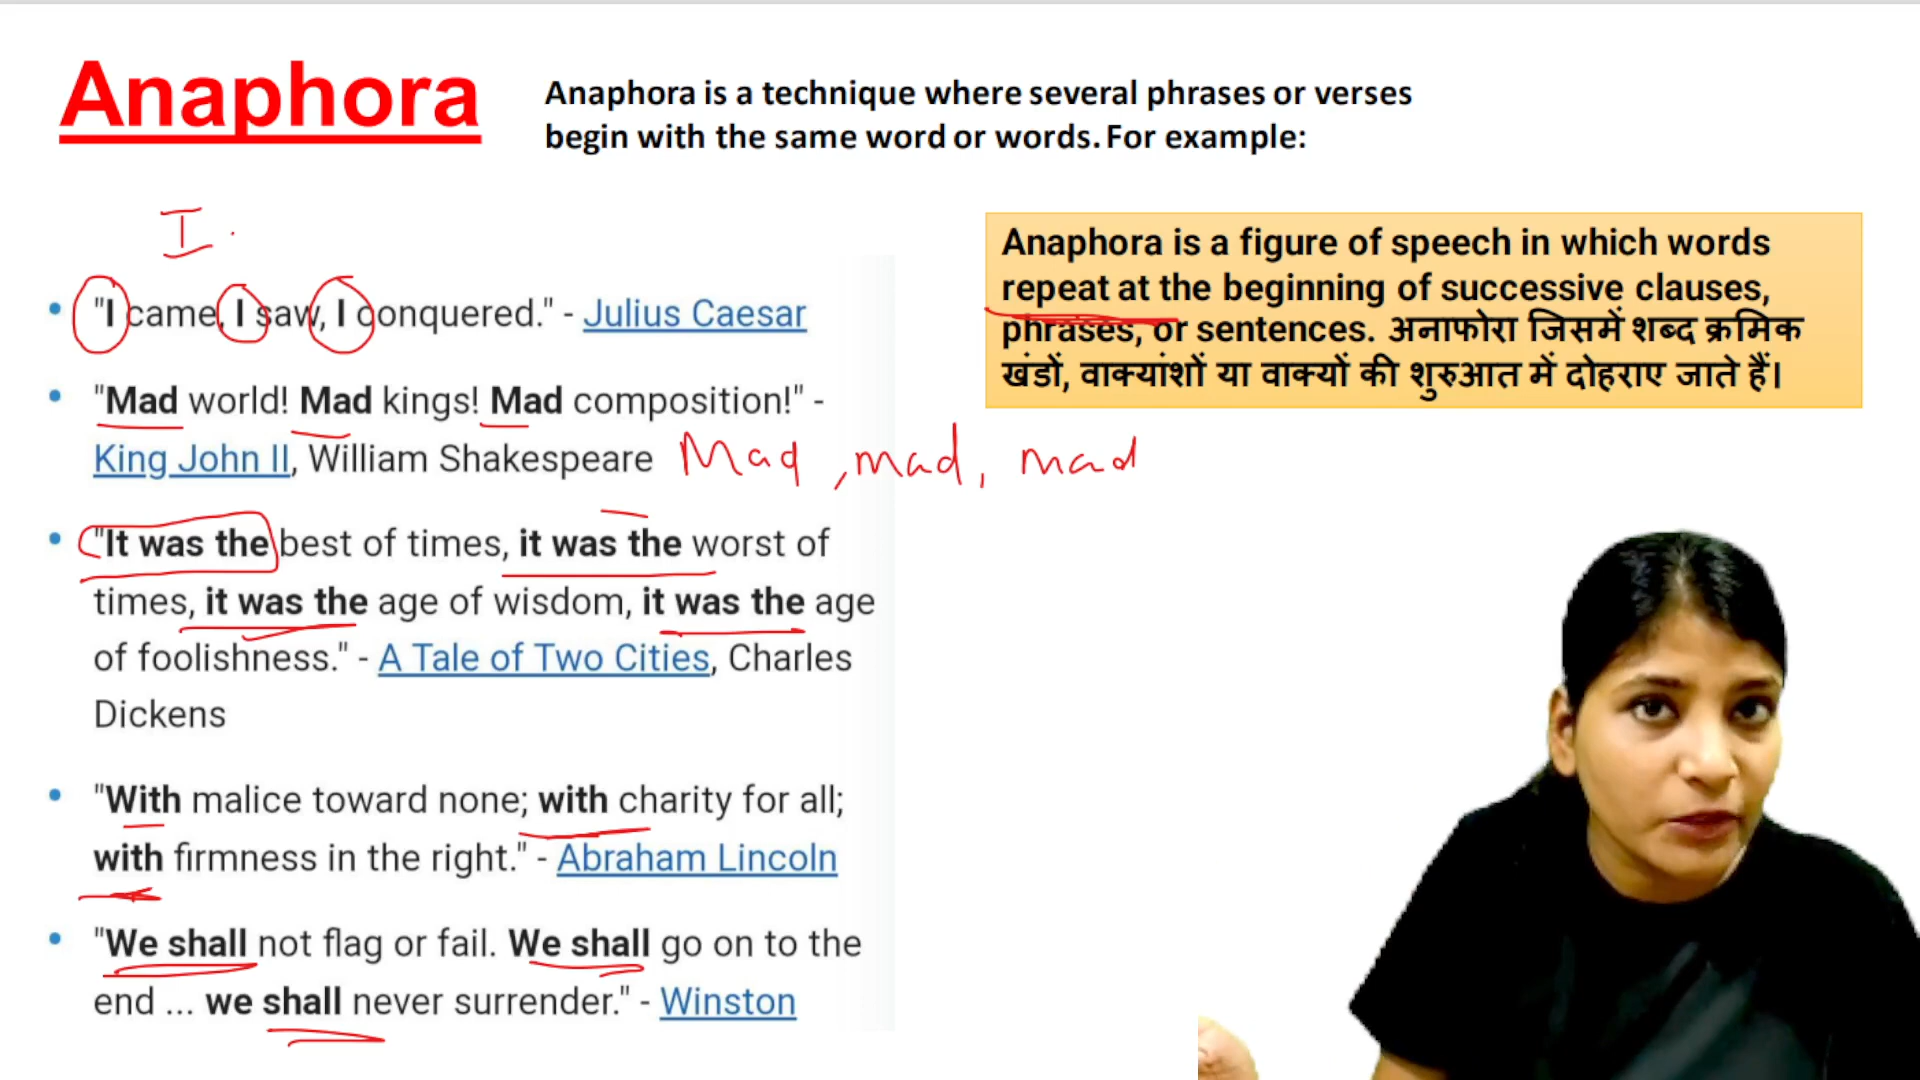 Anaphora
Anaphora is a technique where several phrases or verses
begin with the same word or words. For example:
I.
• "I came, I saw, I conquered." - Julius Caesar
• "Mad world! Mad kings! Mad composition!" -
King John II, William Shakespeare
Mad, mad, mad
• "It was the best of times, it was the worst of
times, it was the age of wisdom, it was the age
of foolishness." - A Tale of Two Cities, Charles
Dickens
• "With malice toward none; with charity for all;
with firmness in the right." - Abraham Lincoln
• "We shall not flag or fail. We shall go on to the
end ... we shall never surrender." - Winston
Anaphora is a figure of speech in which words
repeat at the beginning of successive clauses,
phrases, or sentences. अनाफोरा जिसमें शब्द क्रमिक
खंडों, वाक्यांशों या वाक्यों की शुरुआत में दोहराए जाते हैं।